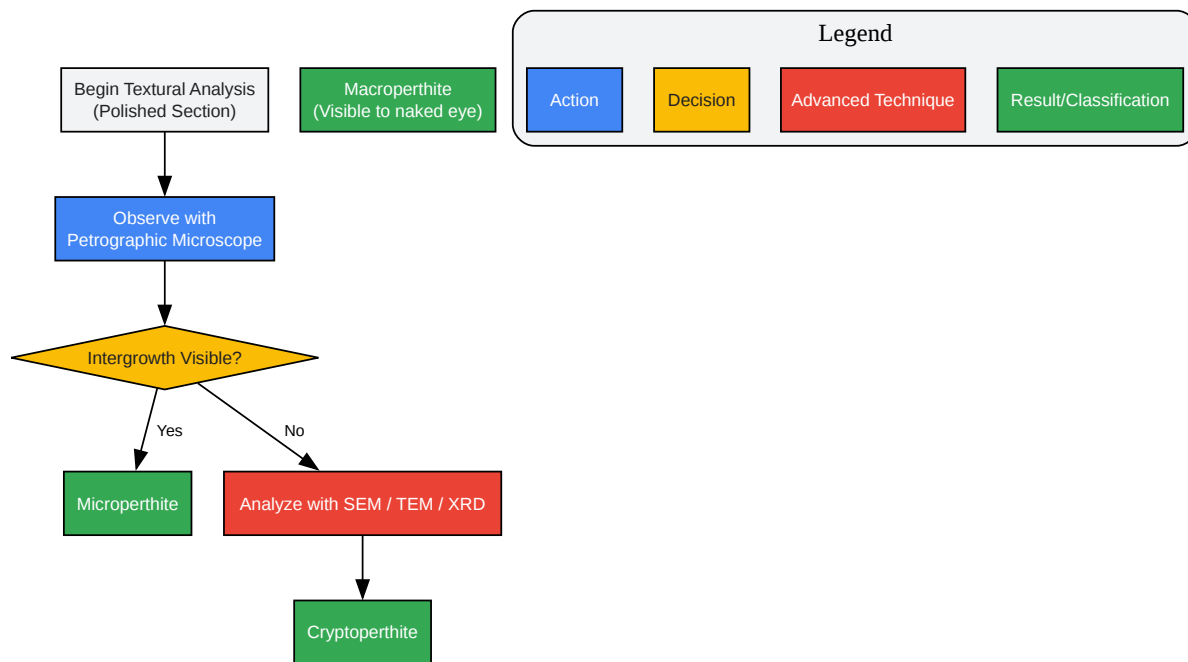 Legend
Begin Textural Analysis
(Polished Section)
Macroperthite
(Visible to naked eye)
Action
Decision
Advanced Technique
Result/Classification
Observe with
Petrographic Microscope
Intergrowth Visible?
Yes
No
Microperthite
Analyze with SEM / TEM / XRD
Cryptoperthite